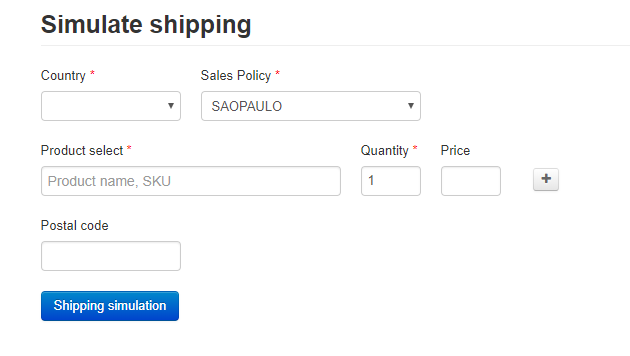 Simulate shipping
Country * Sales Policy *
SAOPAULO
Product select * Quantity * Price
Product name, SKU 1 +
Postal code
Shipping simulation